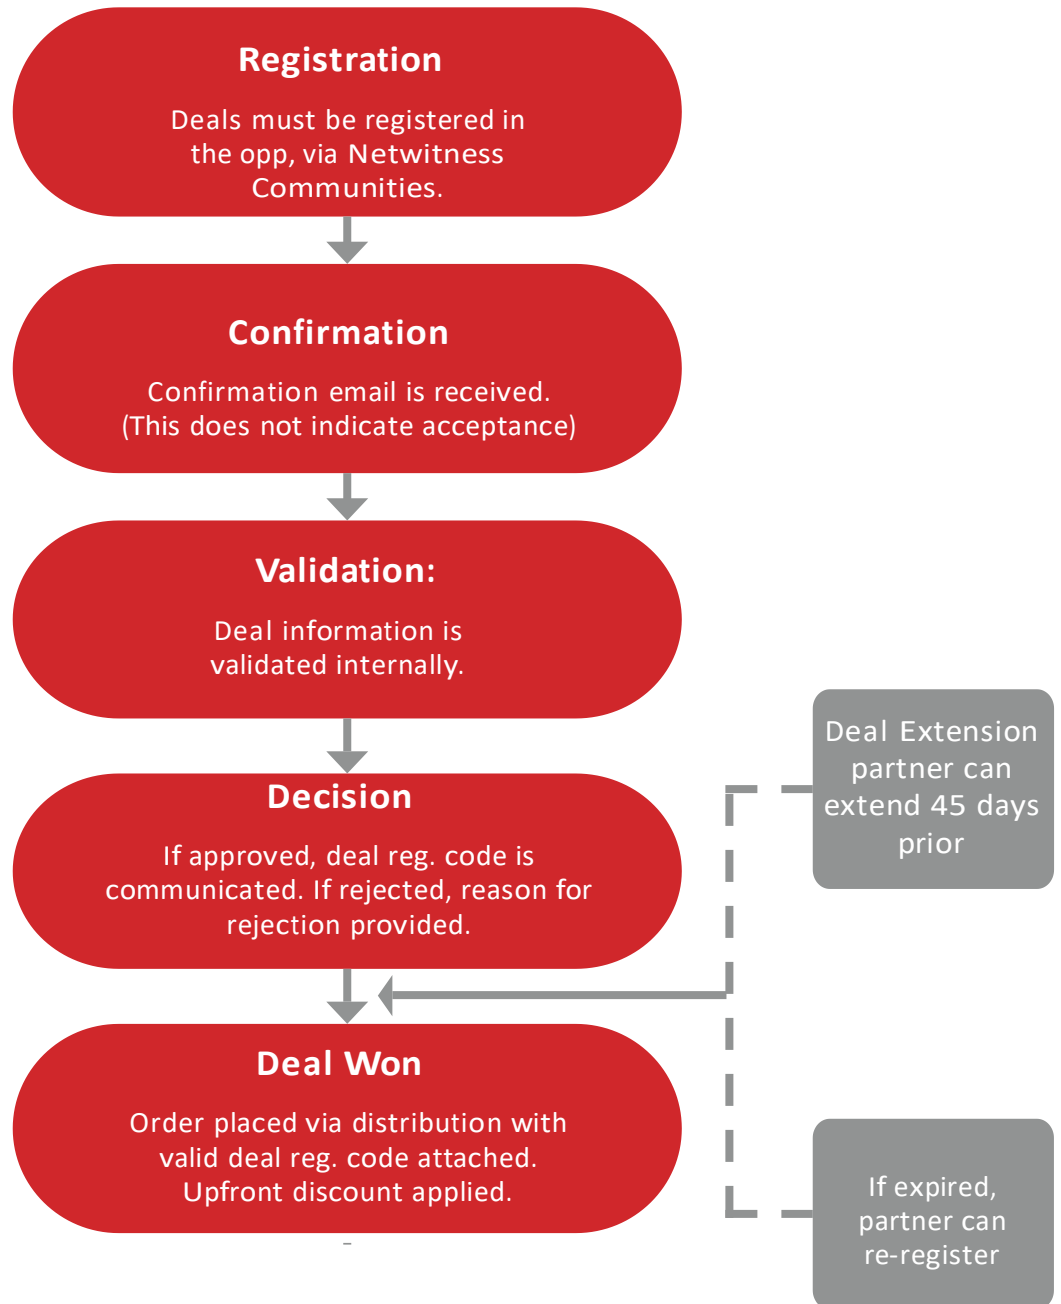 Registration
Deals must be registered in
the opp, via Netwitness
Communities.
Confirmation
Confirmation email is received.
(This does not indicate acceptance)
Validation:
Deal information is
validated internally.
Decision
If approved, deal reg. code is
communicated. If rejected, reason for
rejection provided.
Deal Won
Order placed via distribution with
valid deal reg. code attached.
Upfront discount applied.
Deal Extension
partner can
extend 45 days
prior
If expired,
partner can
re-register